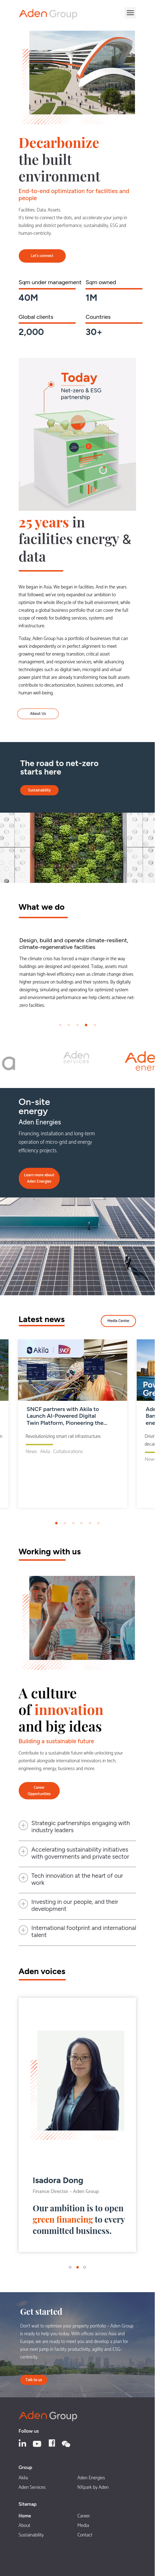 Aden Group
Decarbonize
the built
environment
End-to-end optimization for facilities and
people
Facilities. Data. Assets
It's time to connect the dots, and accelerate your jump in
building and district performance, sustainability, ESG and
human-centricity.
Let's connect
Sqm under management
40M
Sqm owned
1M
Global clients
2,000
Countries
30+
Today
Net-zero & ESG
partnership
25 years in
facilities energy &
data
We began in Asia. We began in facilities. And in the years
that followed, we've only expanded our ambition to
optimize the whole lifecycle of the built environment, while
creating a global business partner able to cover the full
scope of needs for building services, systems and
infrastructure.
Today, Aden Group has a portfolio of businesses that can
work independently or in perfect alignment to meet
growing need for energy transition, critical asset
management, and responsive services, while advancing
technologies such as digital twin, microgrid and virtual
power plant that are already transforming how built assets
contribute to decarbonization, business outcomes, and
human well-being.
About Us
The road to net-zero
starts here
Sustainability
What we do
Design, build and operate climate-resilient,
climate-regenerative facilities
The climate crisis has forced a major rethink in the way
buildings are designed and operated. Today, assets must
maintain high-level efficiency even as climate change places
higher pressure on buildings and their systems. By digitally
designing, simulating and operating for optimized system
environmental performance we help clients achieve net-
zero facilities.
a
Aden
services
Aden
energies
On-site
energy
Aden Energies
Financing, installation and long-term
operation of micro-grid and energy
efficiency projects.
Learn more about
Aden Energies
Latest news
Media Center
Akila
SNCF
SNCF partners with Akila to
Launch AI-Powered Digital
Twin Platform, Pioneering the...
Revolutionizing smart rail infrastructure
News Akila Collaborations
Working with us
A culture
of innovation
and big ideas
Building a sustainable future
Contribute to a sustainable future while unlocking your
potential alongside international innovators in tech,
engineering, energy, business and more.
Career
Opportunities
Strategic partnerships engaging with
industry leaders
Accelerating sustainability initiatives
with governments and private sector
Tech innovation at the heart of our
work
Investing in our people, and their
development
International footprint and international
talent
Aden voices
Isadora Dong
Finance Director – Aden Group
Our ambition is to open
green financing to every
committed business.
Get started
Don't wait to optimize your property portfolio – Aden Group
is ready to help you today. With offices across Asia and
Europe, we are ready to meet you and develop a plan for
your next jump in facility productivity, agility and ESG-
centricity.
Talk to us
Aden Group
Follow us
Group
Akila
Aden Energies
Aden Services
NXpark by Aden
Sitemap
Home
Career
About
Media
Sustainability
Contact